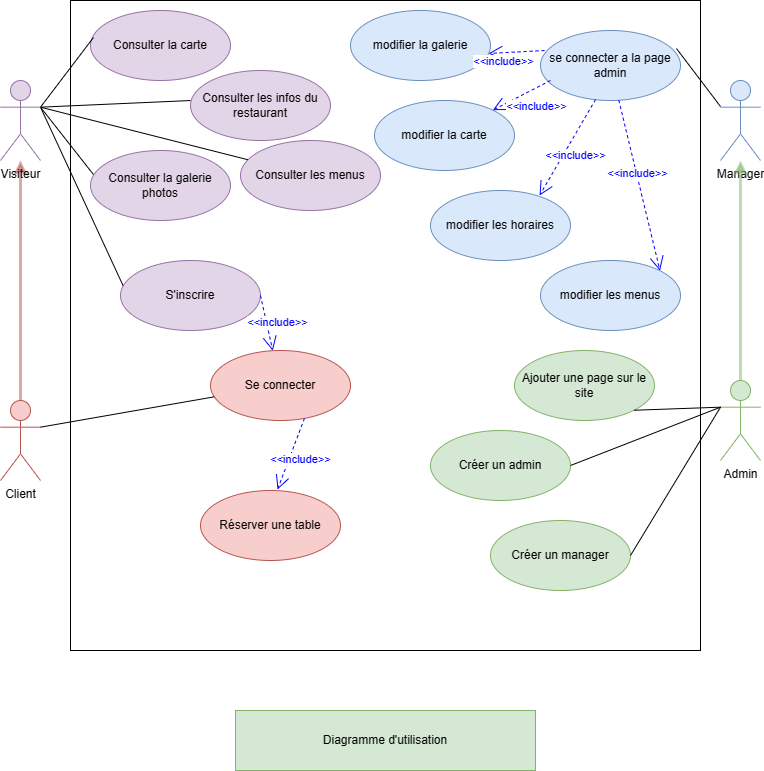 Consulter la carte
modifier la galerie
se connecter a la page
admin
<<include>>
Consulter les infos du
restaurant
<<include>>
modifier la carte
<<include>>
Visiteur
Consulter la galerie
photos
Consulter les menus
<<include>>
Manager
modifier les horaires
S'inscrire
modifier les menus
<<include>>
Se connecter
Ajouter une page sur le
site
<<include>>
Créer un admin
Admin
Client
Réserver une table
Créer un manager
Diagramme d'utilisation